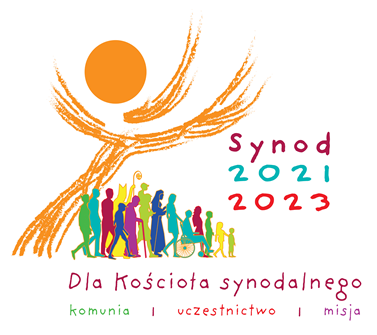 Synod
2021
2023
Dla Kościoła synodalnego
komunia | uczestnictwo | misja